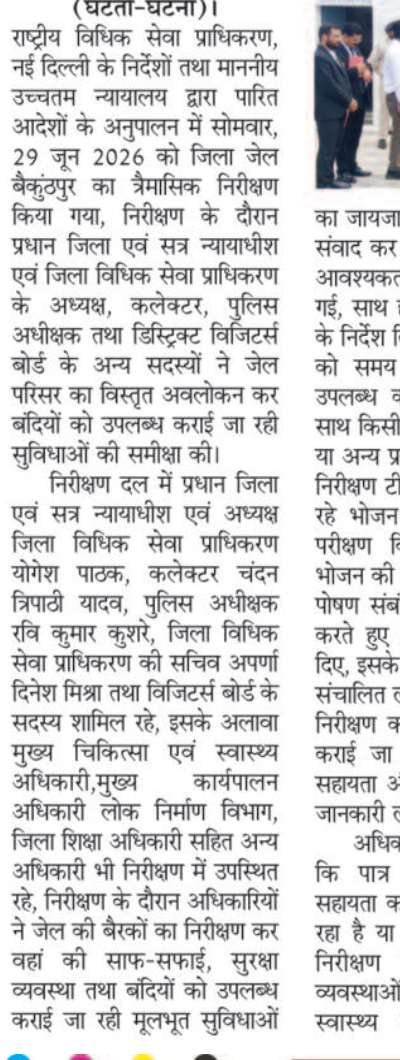 (घटती-घटना)।
राष्ट्रीय विधिक सेवा प्राधिकरण,
नई दिल्ली के निर्देशों तथा माननीय
उच्चतम न्यायालय द्वारा पारित
आदेशों के अनुपालन में सोमवार,
29 जून 2026 को जिला जेल
बैकुंठपुर का त्रैमासिक निरीक्षण
किया गया, निरीक्षण के दौरान
प्रधान जिला एवं सत्र न्यायाधीश
एवं जिला विधिक सेवा प्राधिकरण
के अध्यक्ष, कलेक्टर, पुलिस
अधीक्षक तथा डिस्ट्रिक्ट विजिटर्स
बोर्ड के अन्य सदस्यों ने जेल
परिसर का विस्तृत अवलोकन कर
बंदियों को उपलब्ध कराई जा रही
सुविधाओं की समीक्षा की।
निरीक्षण दल में प्रधान जिला
एवं सत्र न्यायाधीश एवं अध्यक्ष
जिला विधिक सेवा प्राधिकरण
योगेश पाठक, कलेक्टर चंदन
त्रिपाठी यादव, पुलिस अधीक्षक
रवि कुमार कुशरे, जिला विधिक
सेवा प्राधिकरण की सचिव अपर्णा
दिनेश मिश्रा तथा विजिटर्स बोर्ड के
सदस्य शामिल रहे, इसके अलावा
मुख्य चिकित्सा एवं स्वास्थ्य
अधिकारी,मुख्य कार्यपालन
अधिकारी लोक निर्माण विभाग,
जिला शिक्षा अधिकारी सहित अन्य
अधिकारी भी निरीक्षण में उपस्थित
रहे, निरीक्षण के दौरान अधिकारियों
ने जेल की बैरकों का निरीक्षण कर
वहां की साफ-सफाई, सुरक्षा
व्यवस्था तथा बंदियों को उपलब्ध
कराई जा रही मूलभूत सुविधाओं
का जायजा
संवाद कर
आवश्यकत
गई, साथ
के निर्देश
को समय
उपलब्ध
साथ किसी
या अन्य
निरीक्षण
रहे भोजन
परीक्षण
भोजन की
पोषण
करते हुए
दिए, इसके
संचालित
निरीक्षण
कराई जा
सहायता
जानकारी
कि पात्र
सहायता
रहा है या
निरीक्षण
व्यवस्थाओं
स्वास्थ्य